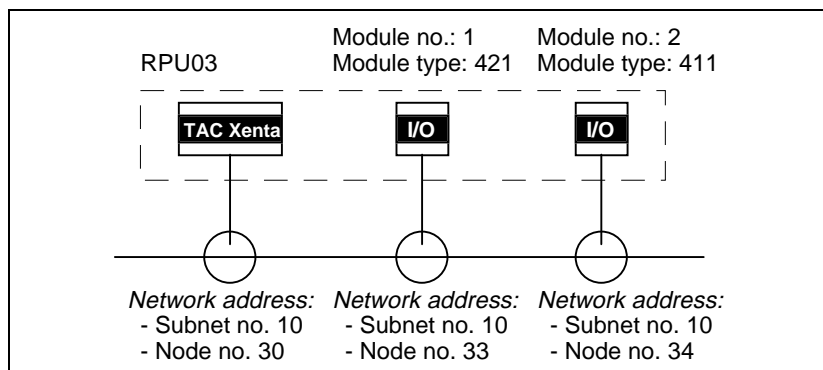 Module no.: 1 Module no.: 2
RPU03 Module type: 421 Module type: 411
TAC Xenta I/O I/O
Network address: Network address: Network address:
- Subnet no. 10 - Subnet no. 10 - Subnet no. 10
- Node no. 30 - Node no. 33 - Node no. 34